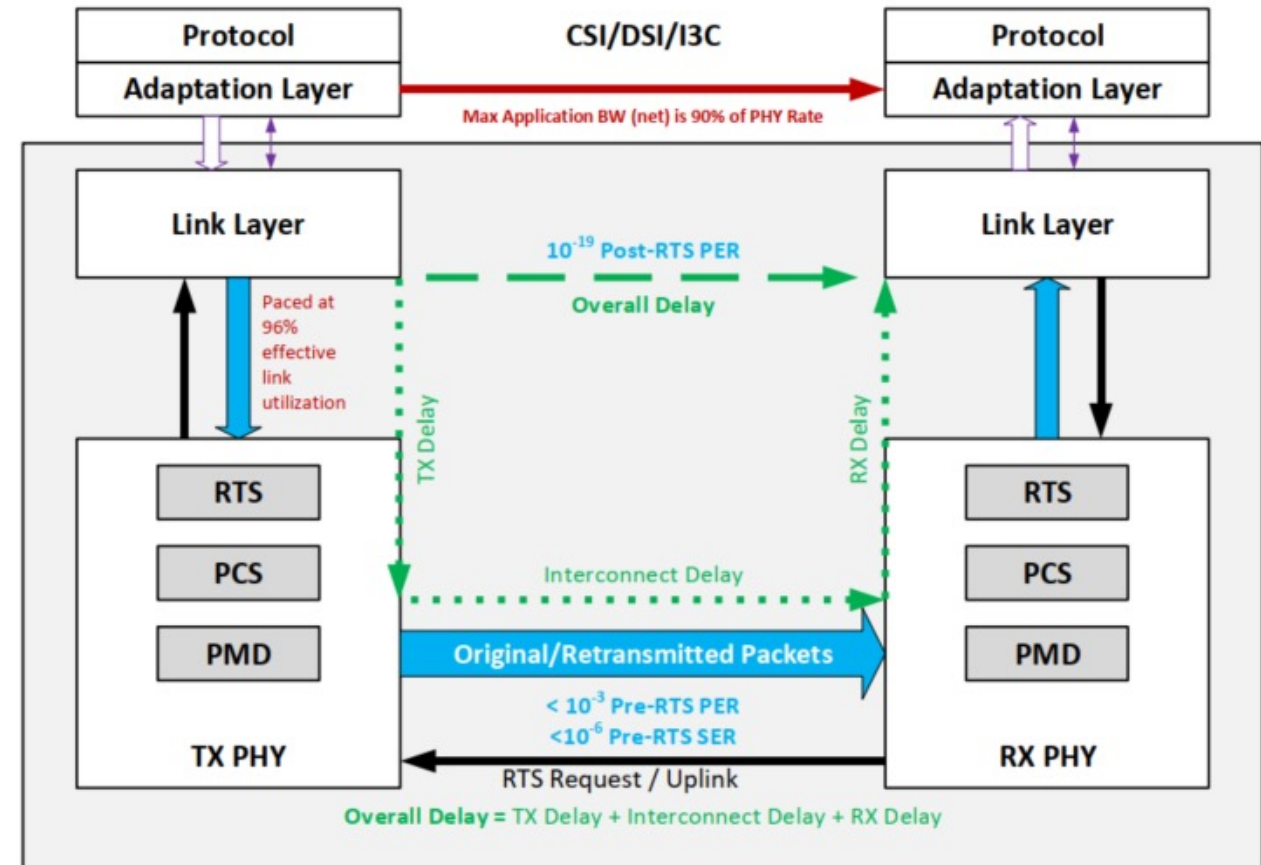 Protocol
Adaptation Layer
CSI/DSI/I3C
Max Application BW (net) is 90% of PHY Rate
Protocol
Adaptation Layer
Link Layer
Link Layer
10⁻¹⁹ Post-RTS PER
Overall Delay
Paced at
96%
effective
link
utilization
TX Delay
RX Delay
RTS
PCS
PMD
TX PHY
RTS
PCS
PMD
RX PHY
Interconnect Delay
Original/Retransmitted Packets
< 10⁻³ Pre-RTS PER
<10⁻⁶ Pre-RTS SER
RTS Request / Uplink
Overall Delay = TX Delay + Interconnect Delay + RX Delay